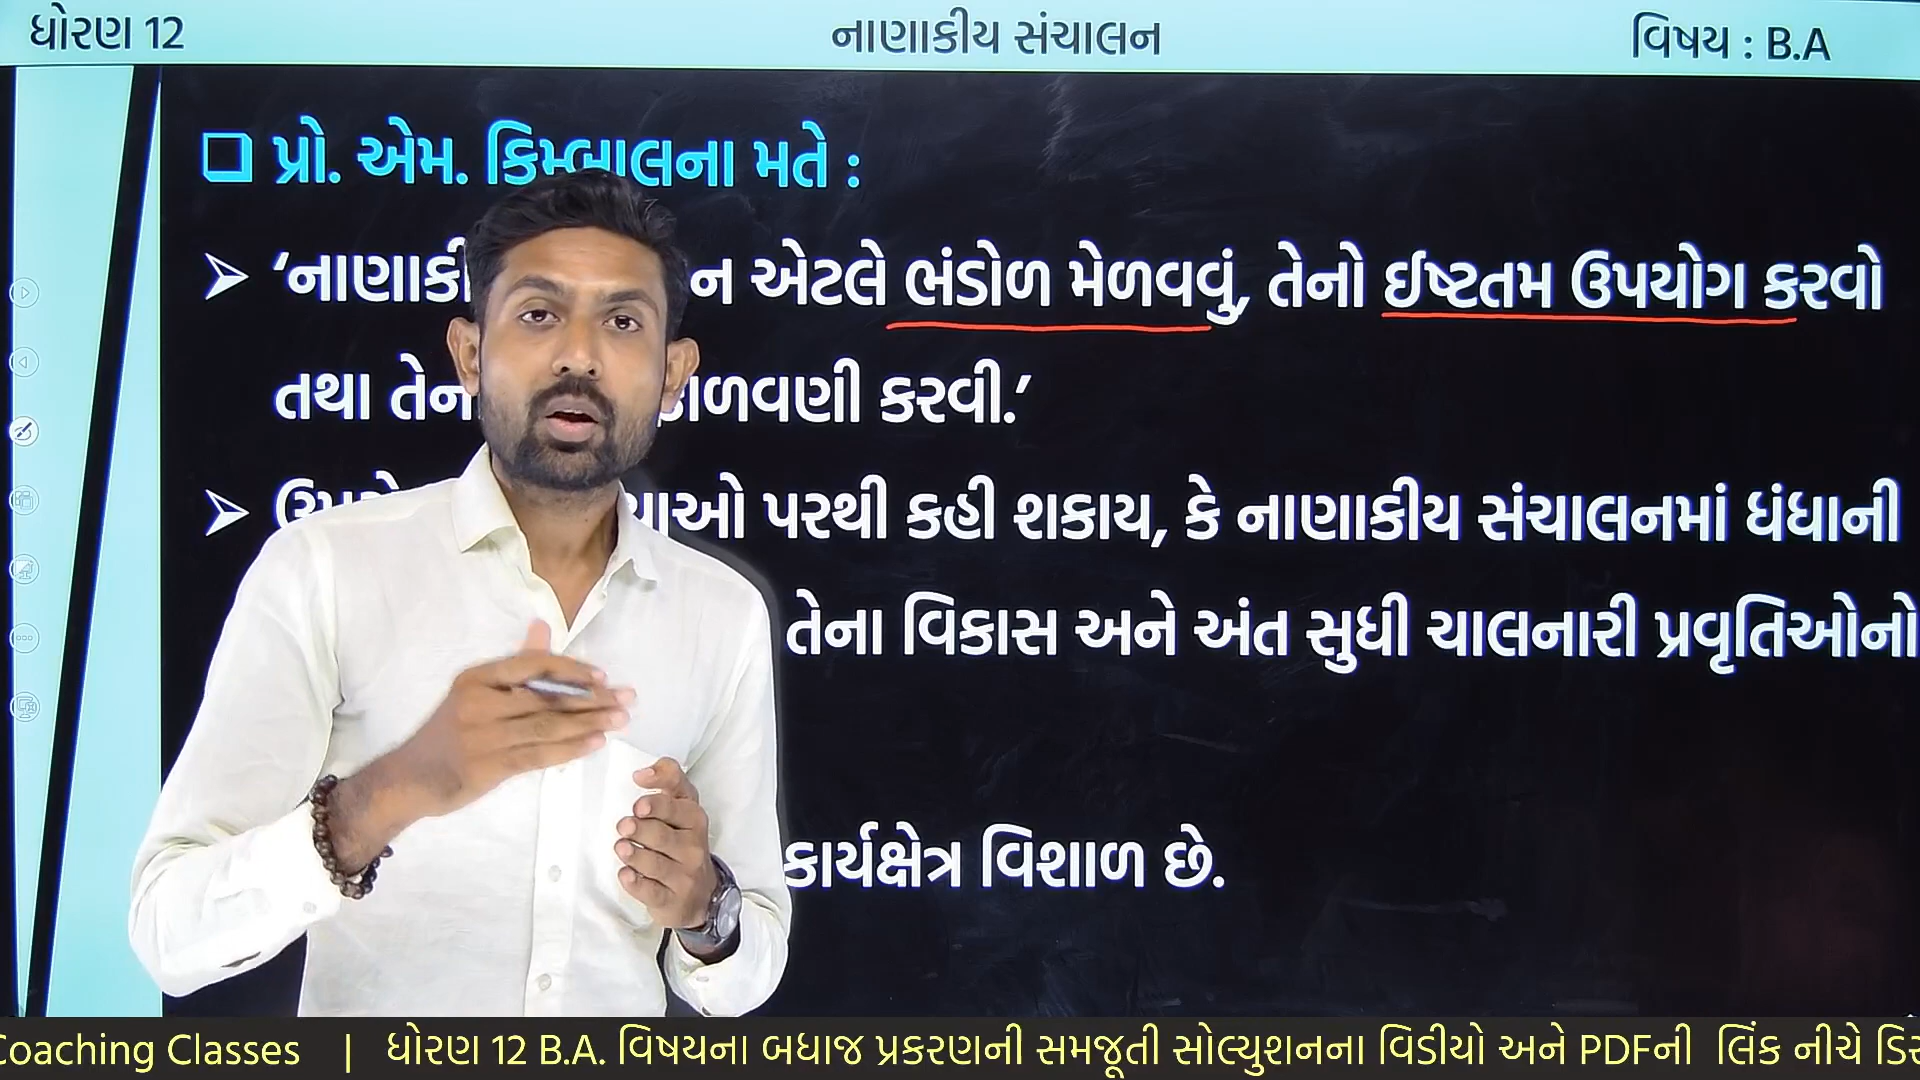 ધોરણ 12
નાણાકીય સંચાલન
વિષય : B.A
પ્રો. એમ. કિમ્બાલના મતે :
એટલે ભંડોળ મેળવવું, તેનો ઈષ્ટતમ ઉપયોગ કરવો
તથા કરવી.’
પરથી કહી શકાય, કે નાણાકીય સંચાલનમાં ધંધાની
તેના વિકાસ અને અંત સુધી ચાલનારી પ્રવૃતિઓનો
કાર્યક્ષેત્ર વિશાળ છે.
Coaching Classes | ધોરણ 12 B.A. વિષયના બધાજ પ્રકરણની સમજૂતી સોલ્યુશનના વિડીયો અને PDFની લિંક નીચે